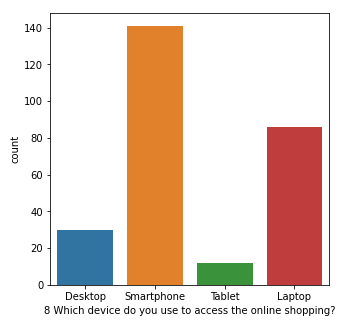 140
120
100
80
60
40
20
0
count
Desktop Smartphone Tablet Laptop
8 Which device do you use to access the online shopping?